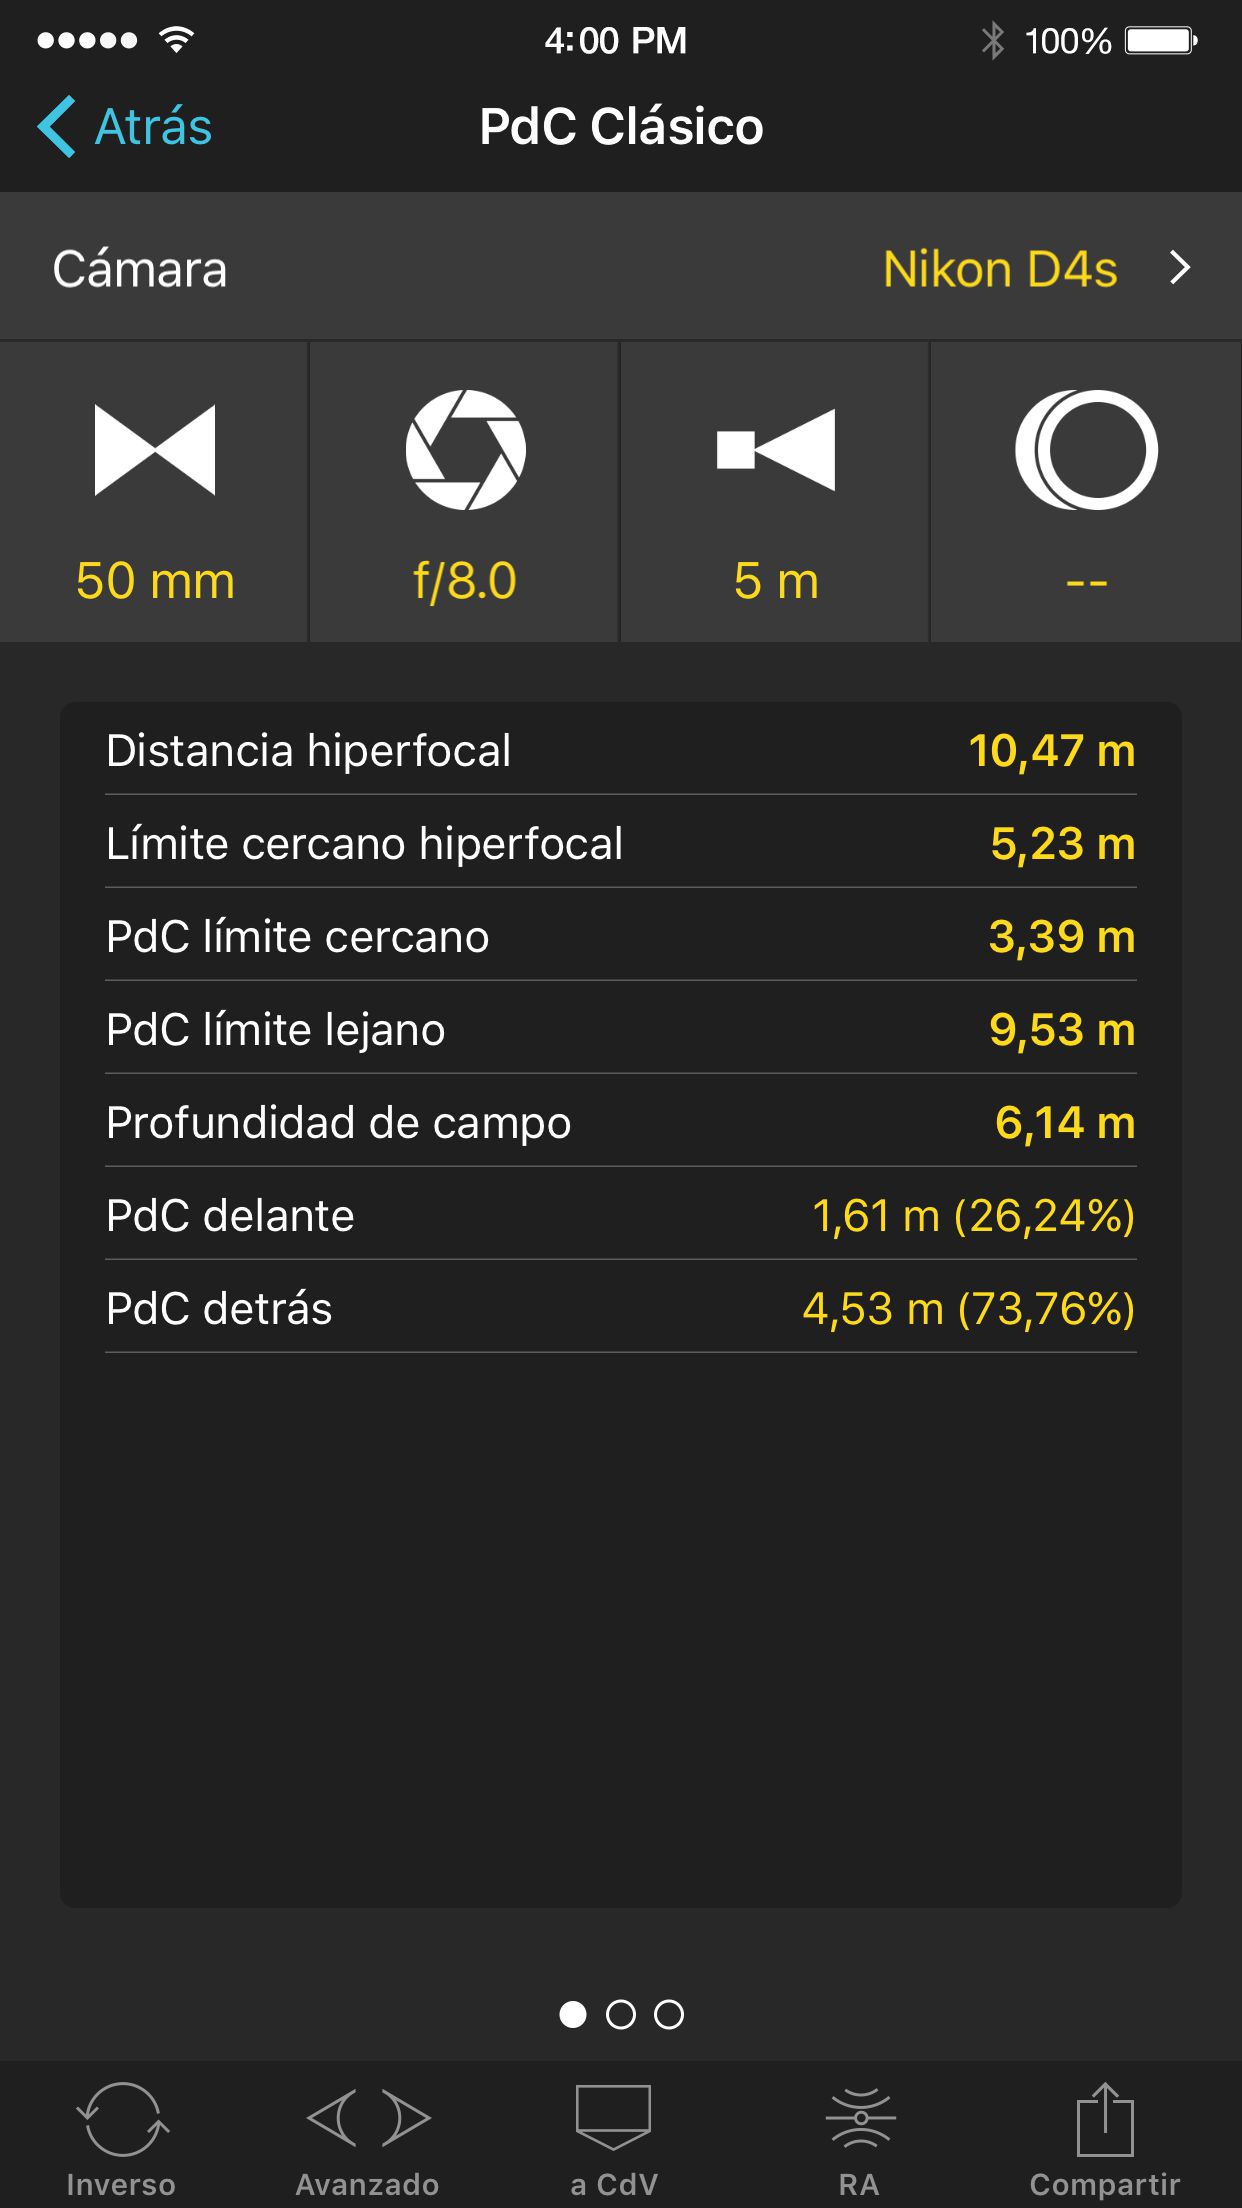 4:00 PM 100%
Atrás PdC Clásico
Cámara Nikon D4s
50 mm f/8.0 5 m --
Distancia hiperfocal 10,47 m
Límite cercano hiperfocal 5,23 m
PdC límite cercano 3,39 m
PdC límite lejano 9,53 m
Profundidad de campo 6,14 m
PdC delante 1,61 m (26,24%)
PdC detrás 4,53 m (73,76%)
Inverso Avanzado a CdV RA Compartir